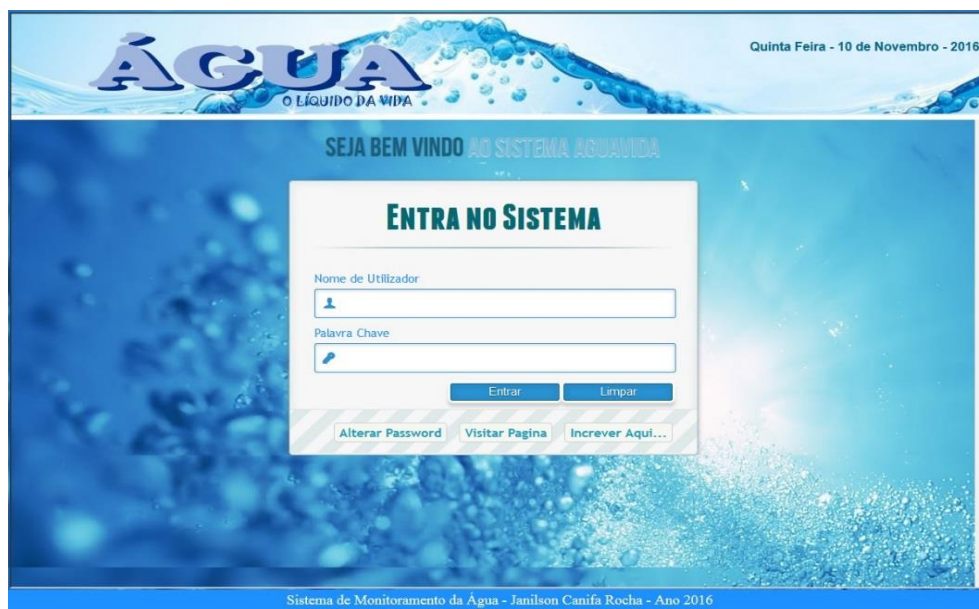 ÁGUA
O LÍQUIDO DA VIDA
Quinta Feira - 10 de Novembro - 2016
SEJA BEM VINDO AO SISTEMA AGUAVIDA
ENTRA NO SISTEMA
Nome de Utilizador
Palavra Chave
Entrar Limpar
Alterar Password Visitar Pagina Increver Aqui...
Sistema de Monitoramento da Água - Janilson Canifa Rocha - Ano 2016